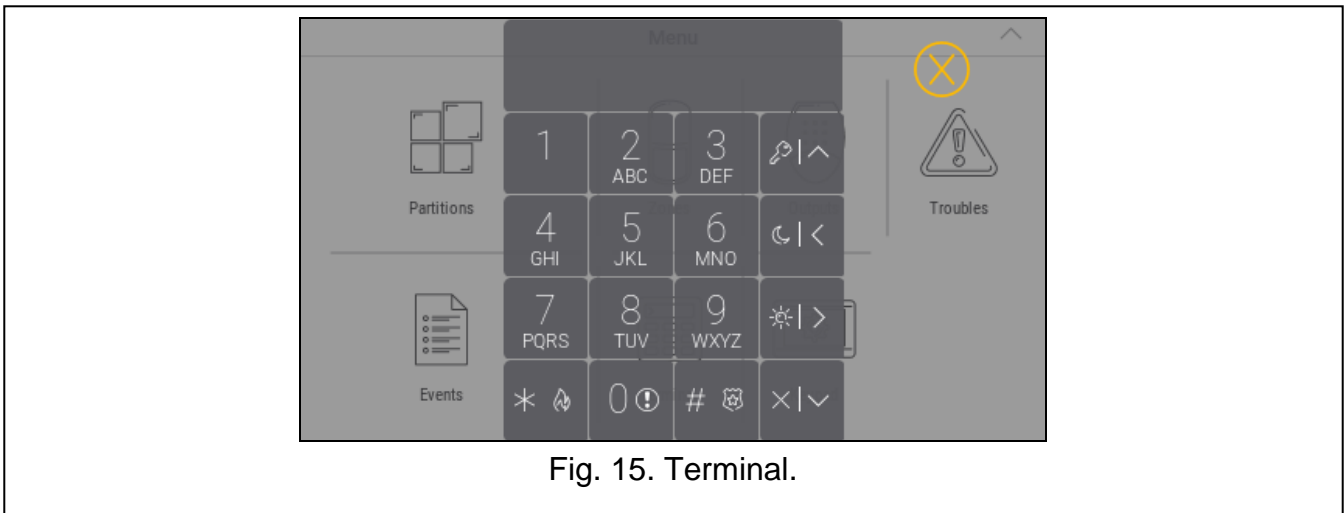 Menu
1 2 3
ABC DEF
Partitions Zones Troubles
4 5 6
GHI JKL MNO
7 8 9
PQRS TUV WXYZ
Events
* 0 #
Fig. 15. Terminal.